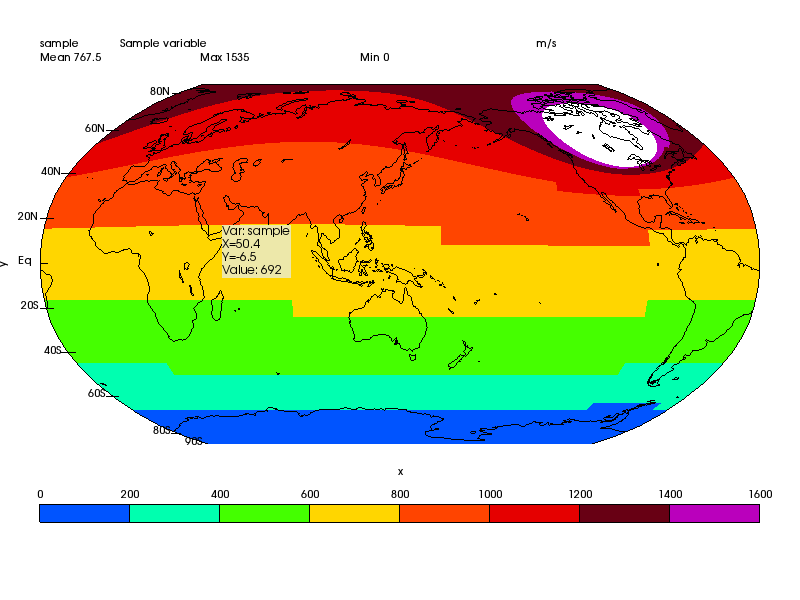 sample Sample variable m/s
Mean 767.5 Max 1535 Min 0
80N
60N
40N
20N
Var: sample
X=50.4
Y=-6.5
Value: 692
y Eq
20S
40S
60S
80S
90S
x
0 200 400 600 800 1000 1200 1400 1600